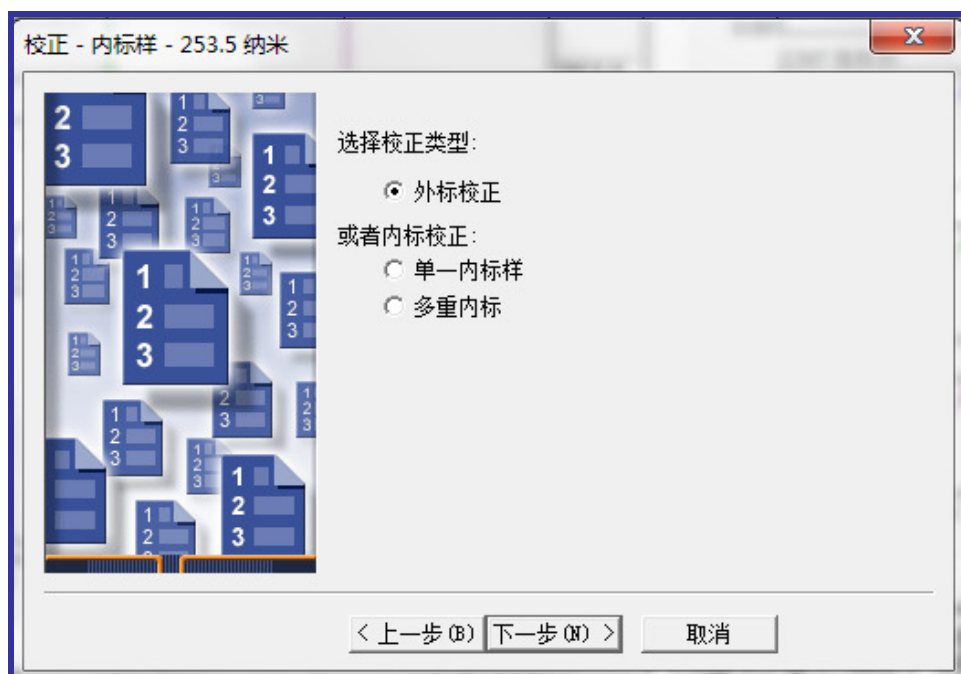 校正 - 内标样 - 253.5 纳米
选择校正类型:
外标校正
或者内标校正:
单一内标样
多重内标
< 上一步(B) 下一步(N) > 取消